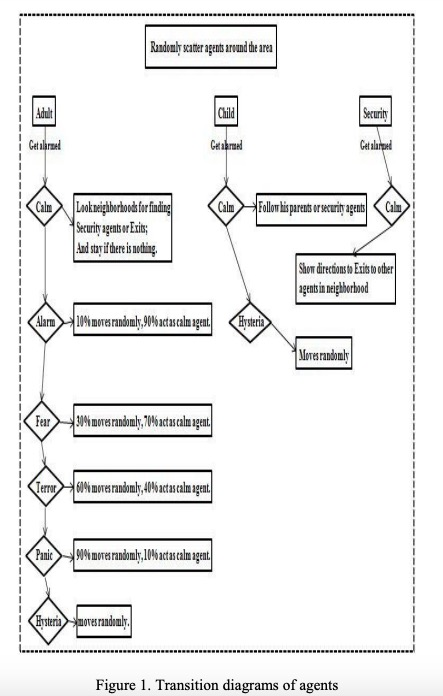 Randomly scatter agents around the area
Adult
Child
Security
Get alarmed
Get alarmed
Get alarmed
Calm
Look neighborhoods for finding
Security agents or Exits;
And stay if there is nothing.
Calm
Follow his parents or security agents
Calm
Show directions to Exits to other
agents in neighborhood
Alarm
10% moves randomly, 90% act as calm agent.
Hysteria
Moves randomly
Fear
30% moves randomly, 70% act as calm agent.
Terror
60% moves randomly, 40% act as calm agent.
Panic
90% moves randomly, 10% act as calm agent.
Hysteria
moves randomly.
Figure 1. Transition diagrams of agents